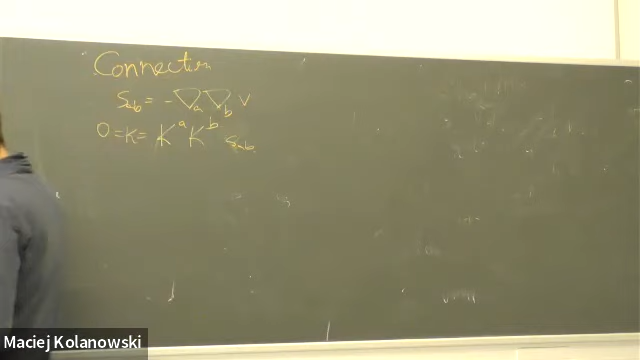 Connection
S_ab = - ∇_a ∇_b V
0 = K = K^a K^b S_ab.
Maciej Kolanowski